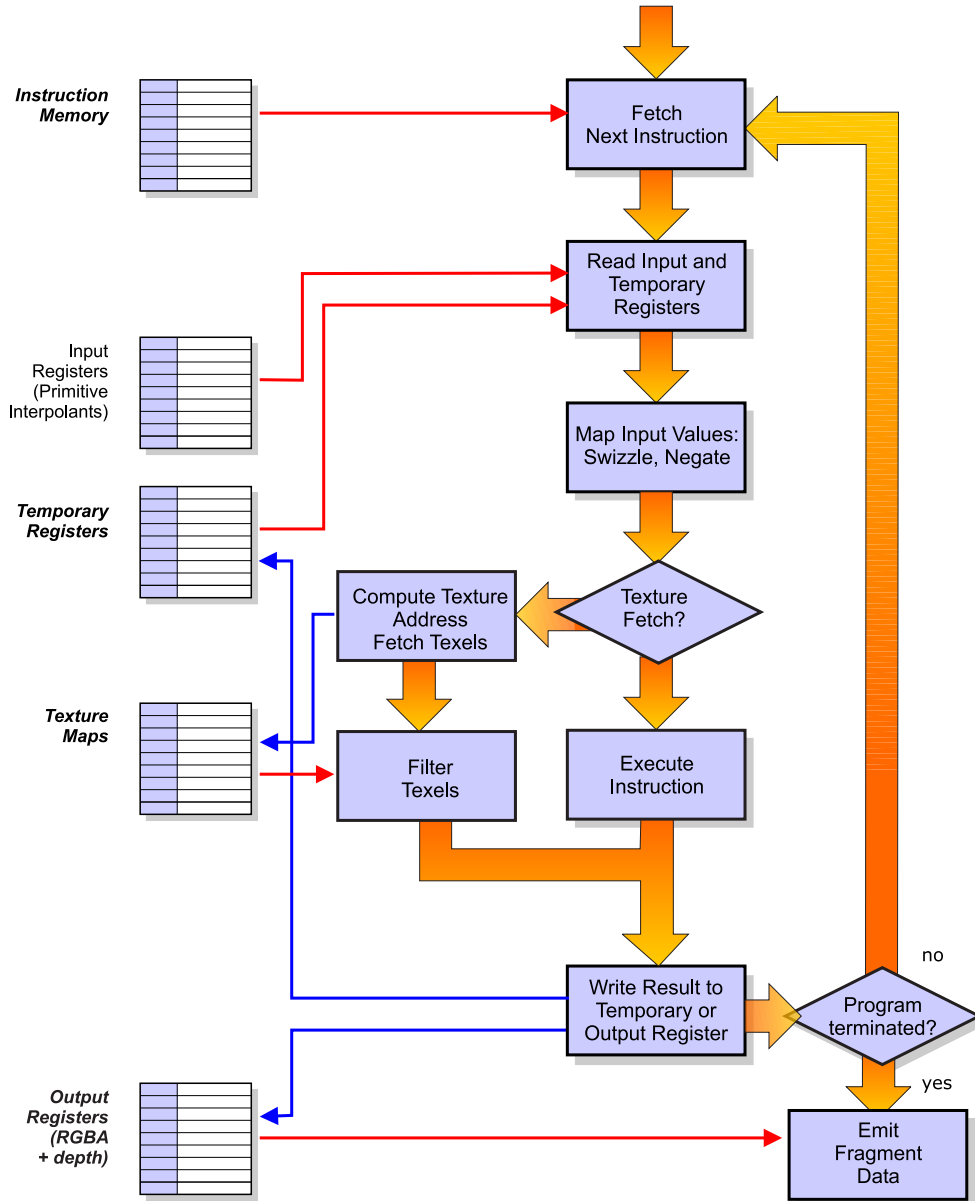 Instruction
Memory
Fetch
Next Instruction
Read Input and
Temporary
Registers
Input
Registers
(Primitive
Interpolants)
Map Input Values:
Swizzle, Negate
Temporary
Registers
Compute Texture
Address
Fetch Texels
Texture
Fetch?
Texture
Maps
Filter
Texels
Execute
Instruction
Write Result to
Temporary or
Output Register
no
Program
terminated?
yes
Output
Registers
(RGBA
+ depth)
Emit
Fragment
Data